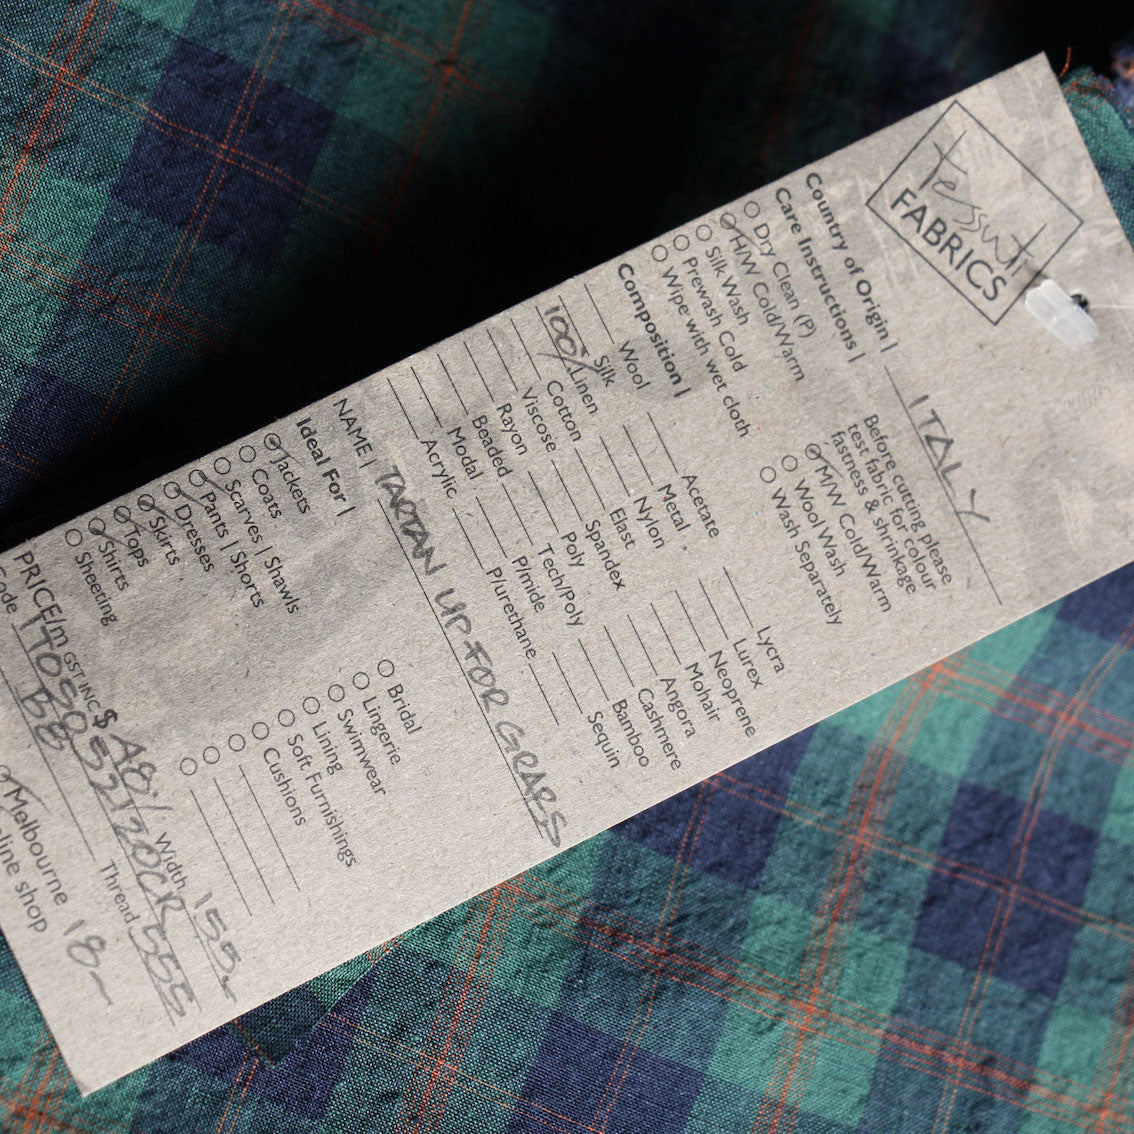 Tessuti
FABRICS
Country of Origin | ITALY
Care Instructions |
Dry Clean (P)
H/W Cold/Warm
Silk Wash
Prewash Cold
Wipe with wet cloth
Before cutting please
test fabric for colour
fastness & shrinkage
M/W Cold/Warm
Wool Wash
Wash Separately
Composition |
Wool
Silk
100% Linen
Cotton
Viscose
Rayon
Beaded
Modal
Acrylic
Acetate
Metal
Nylon
Elast
Spandex
Poly
Tech/Poly
P/mide
P/urethane
Lycra
Lurex
Neoprene
Mohair
Angora
Cashmere
Bamboo
Sequin
NAME | TARTAN UP FOR GRABS
Ideal For |
Jackets
Coats
Scarves | Shawls
Pants | Shorts
Dresses
Skirts
Tops
Shirts
Sheeting
Bridal
Lingerie
Swimwear
Lining
Soft Furnishings
Cushions
PRICE/m GST INC $ Width 155
Code
Thread
Melbourne 18
line shop